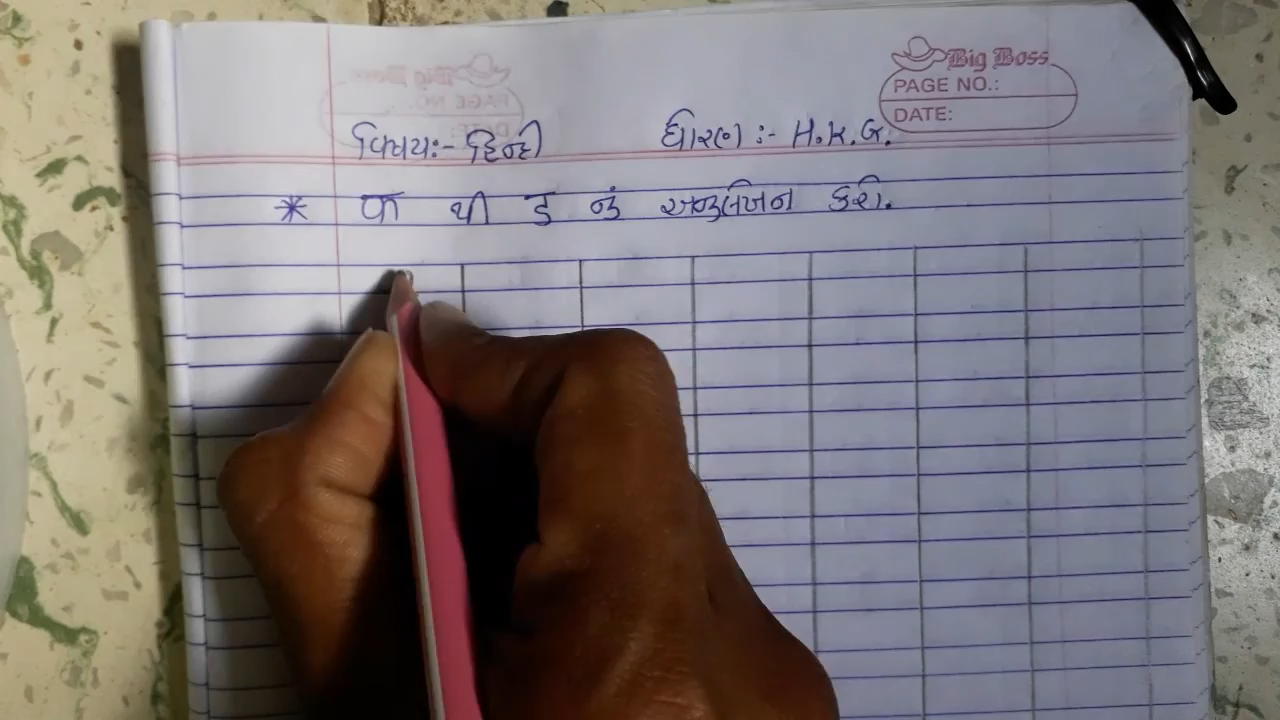 Big Boss
PAGE NO.:
DATE:
વિષય:- હિન્દી ધોરણ :- H.K.G.
* क થી ड નું અનુલેખન કરો.